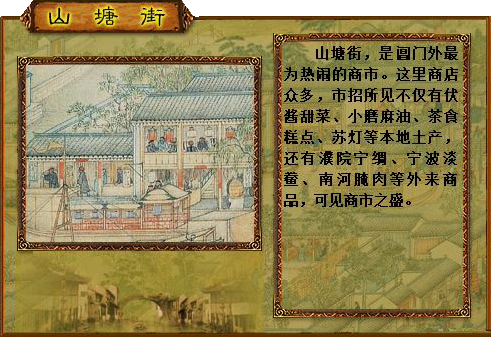 山塘街
山塘街，是阊门外最
为热闹的商市。这里商店
众多，市招所见不仅有伏
酱甜菜、小磨麻油、茶食
糕点、苏灯等本地土产，
还有濮院宁绸、宁波淡
鲞、南河腌肉等外来商
品，可见商市之盛。